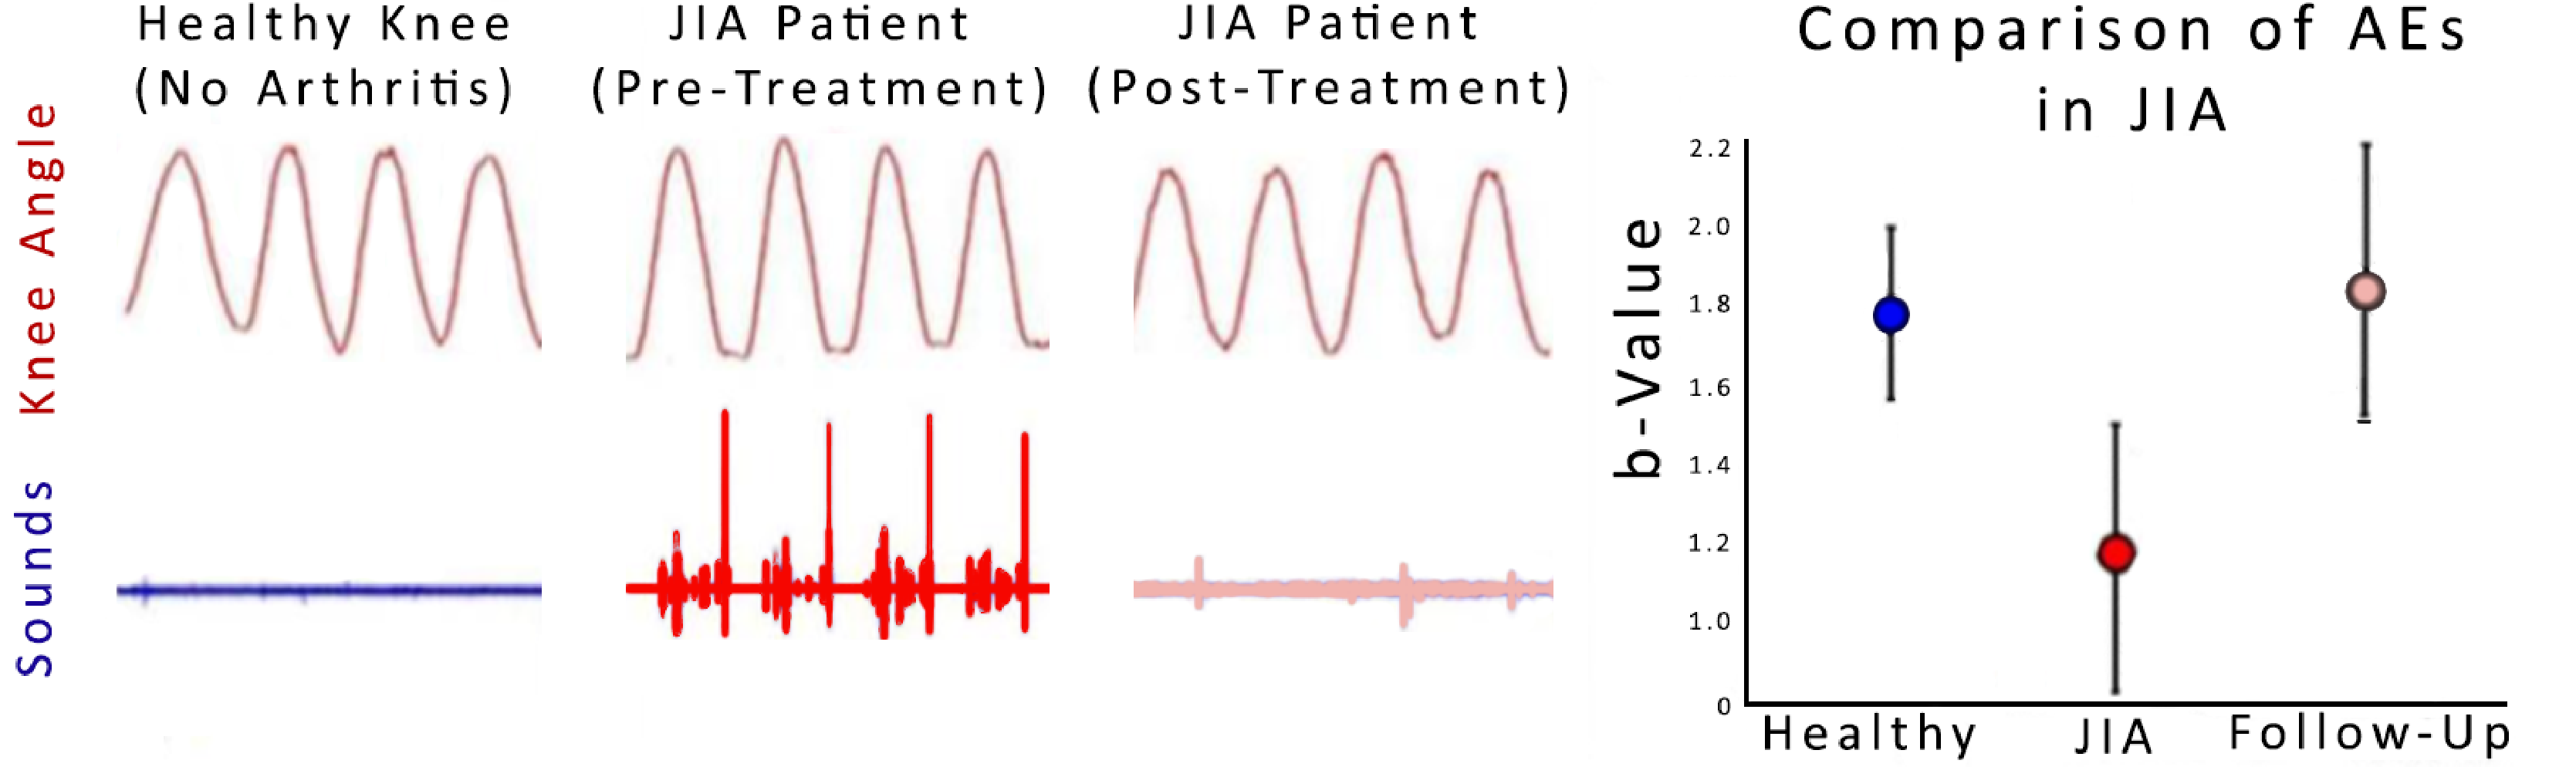 Healthy Knee
(No Arthritis)
JIA Patient
(Pre-Treatment)
JIA Patient
(Post-Treatment)
Knee Angle
Sounds
Comparison of AEs
in JIA
b-Value
2.2
2.0
1.8
1.6
1.4
1.2
1.0
0
Healthy
JIA
Follow-Up